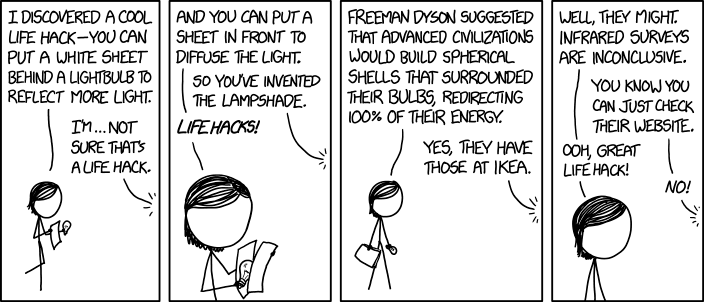 I DISCOVERED A COOL
LIFE HACK—YOU CAN
PUT A WHITE SHEET
BEHIND A LIGHTBULB TO
REFLECT MORE LIGHT.
I'M...NOT
SURE THAT'S
A LIFE HACK.
AND YOU CAN PUT A
SHEET IN FRONT TO
DIFFUSE THE LIGHT.
SO YOU'VE INVENTED
THE LAMPSHADE.
LIFE HACKS!
FREEMAN DYSON SUGGESTED
THAT ADVANCED CIVILIZATIONS
WOULD BUILD SPHERICAL
SHELLS THAT SURROUNDED
THEIR BULBS, REDIRECTING
100% OF THEIR ENERGY.
YES, THEY HAVE
THOSE AT IKEA.
WELL, THEY MIGHT.
INFRARED SURVEYS
ARE INCONCLUSIVE.
YOU KNOW YOU
CAN JUST CHECK
THEIR WEBSITE.
OOH, GREAT
LIFE HACK!
NO!